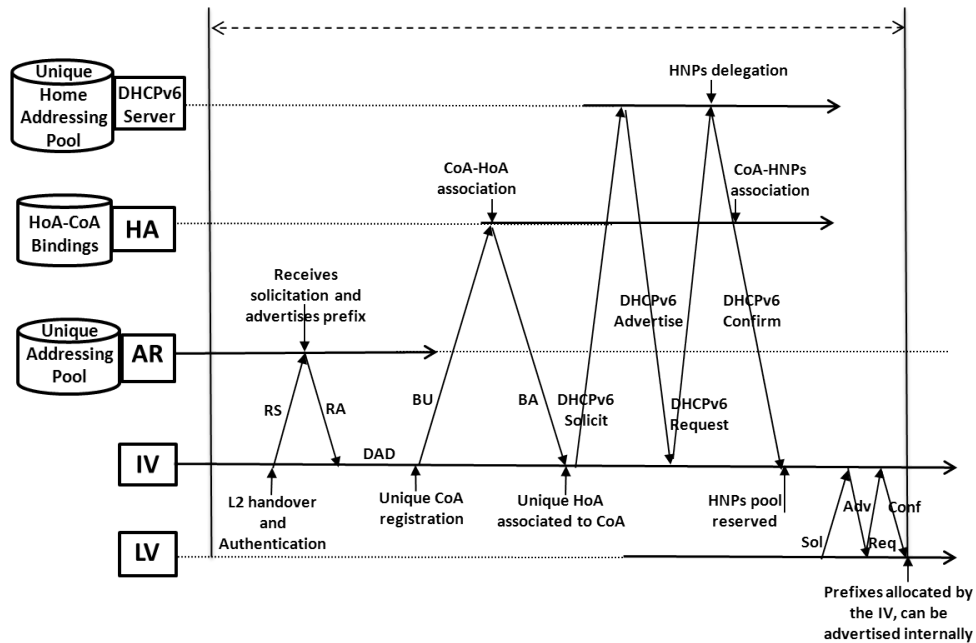 Unique
Home
Addressing
Pool
DHCPv6
Server
HNPs delegation
HoA-CoA
Bindings
HA
CoA-HoA
association
CoA-HNPs
association
Unique
Addressing
Pool
AR
Receives
solicitation and
advertises prefix
DHCPv6
Advertise
DHCPv6
Confirm
RS
RA
BU
BA
DHCPv6
Solicit
DHCPv6
Request
IV
DAD
L2 handover
and
Authentication
Unique CoA
registration
Unique HoA
associated to CoA
HNPs pool
reserved
Adv
Conf
Sol
Req
LV
Prefixes allocated by
the IV, can be
advertised internally